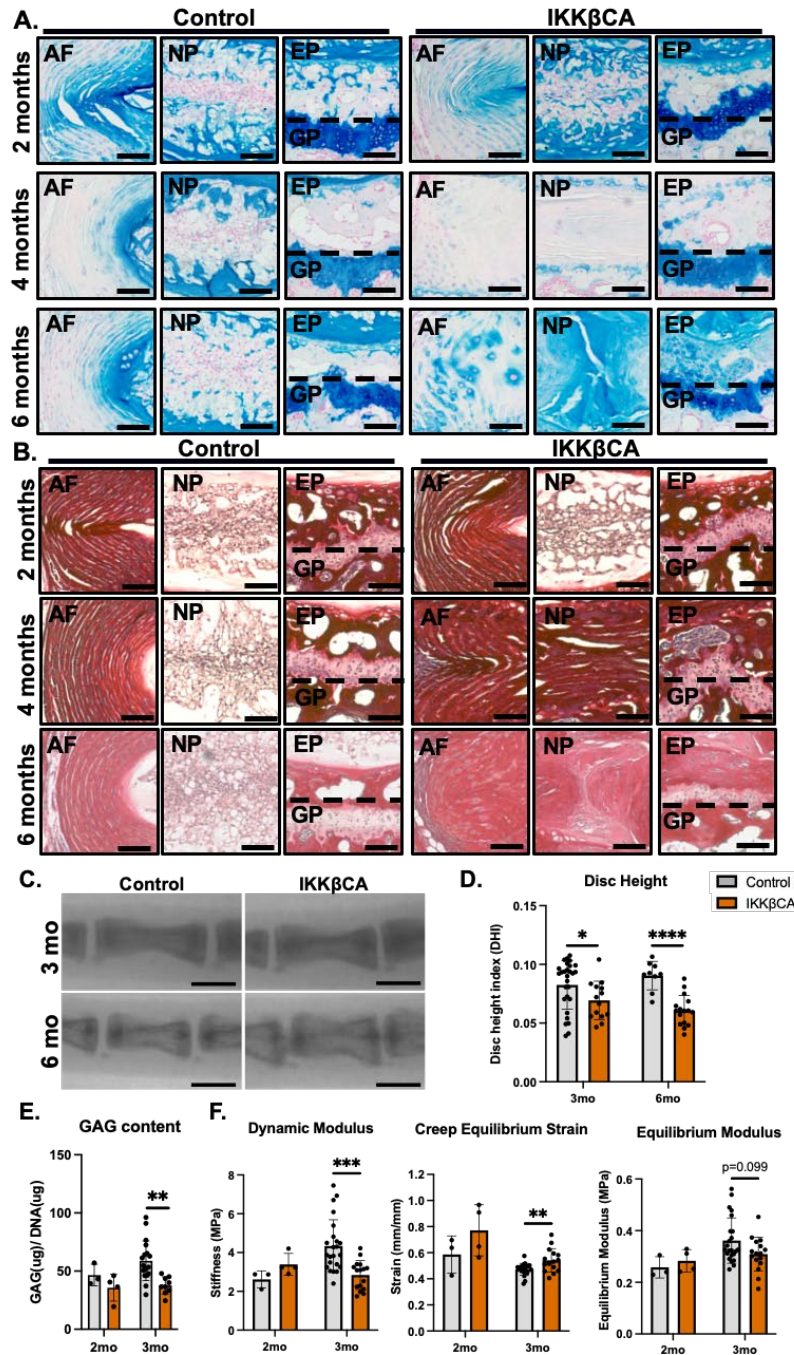 A.
Control
IKKβCA
2 months
AF
NP
EP
GP
AF
NP
EP
GP
4 months
AF
NP
EP
GP
AF
NP
EP
GP
6 months
AF
NP
EP
GP
AF
NP
EP
GP
B.
Control
IKKβCA
2 months
AF
NP
EP
GP
AF
NP
EP
GP
4 months
AF
NP
EP
GP
AF
NP
EP
GP
6 months
AF
NP
EP
GP
AF
NP
EP
GP
C.
Control
IKKβCA
3 mo
6 mo
D.
Disc Height
Control
IKKβCA
Disc height index (DHI)
0.15
0.10
0.05
0.00
*
****
3mo
6mo
E.
GAG content
GAG(ug)/ DNA(ug)
150
100
50
0
**
2mo
3mo
F.
Dynamic Modulus
Stiffness (MPa)
8
6
4
2
0
***
2mo
3mo
Creep Equilibrium Strain
Strain (mm/mm)
1.2
1.0
0.8
0.6
0.4
0.2
0.0
**
2mo
3mo
Equilibrium Modulus
Equilibrium Modulus (MPa)
0.6
0.4
0.2
0.0
p=0.099
2mo
3mo